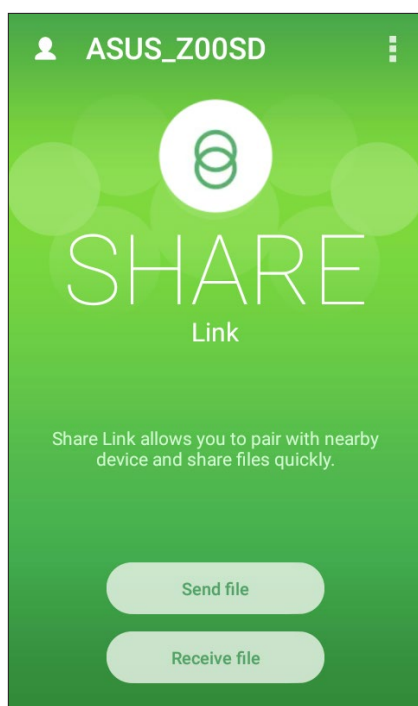 ASUS_Z00SD
SHARE
Link
Share Link allows you to pair with nearby
device and share files quickly.
Send file
Receive file